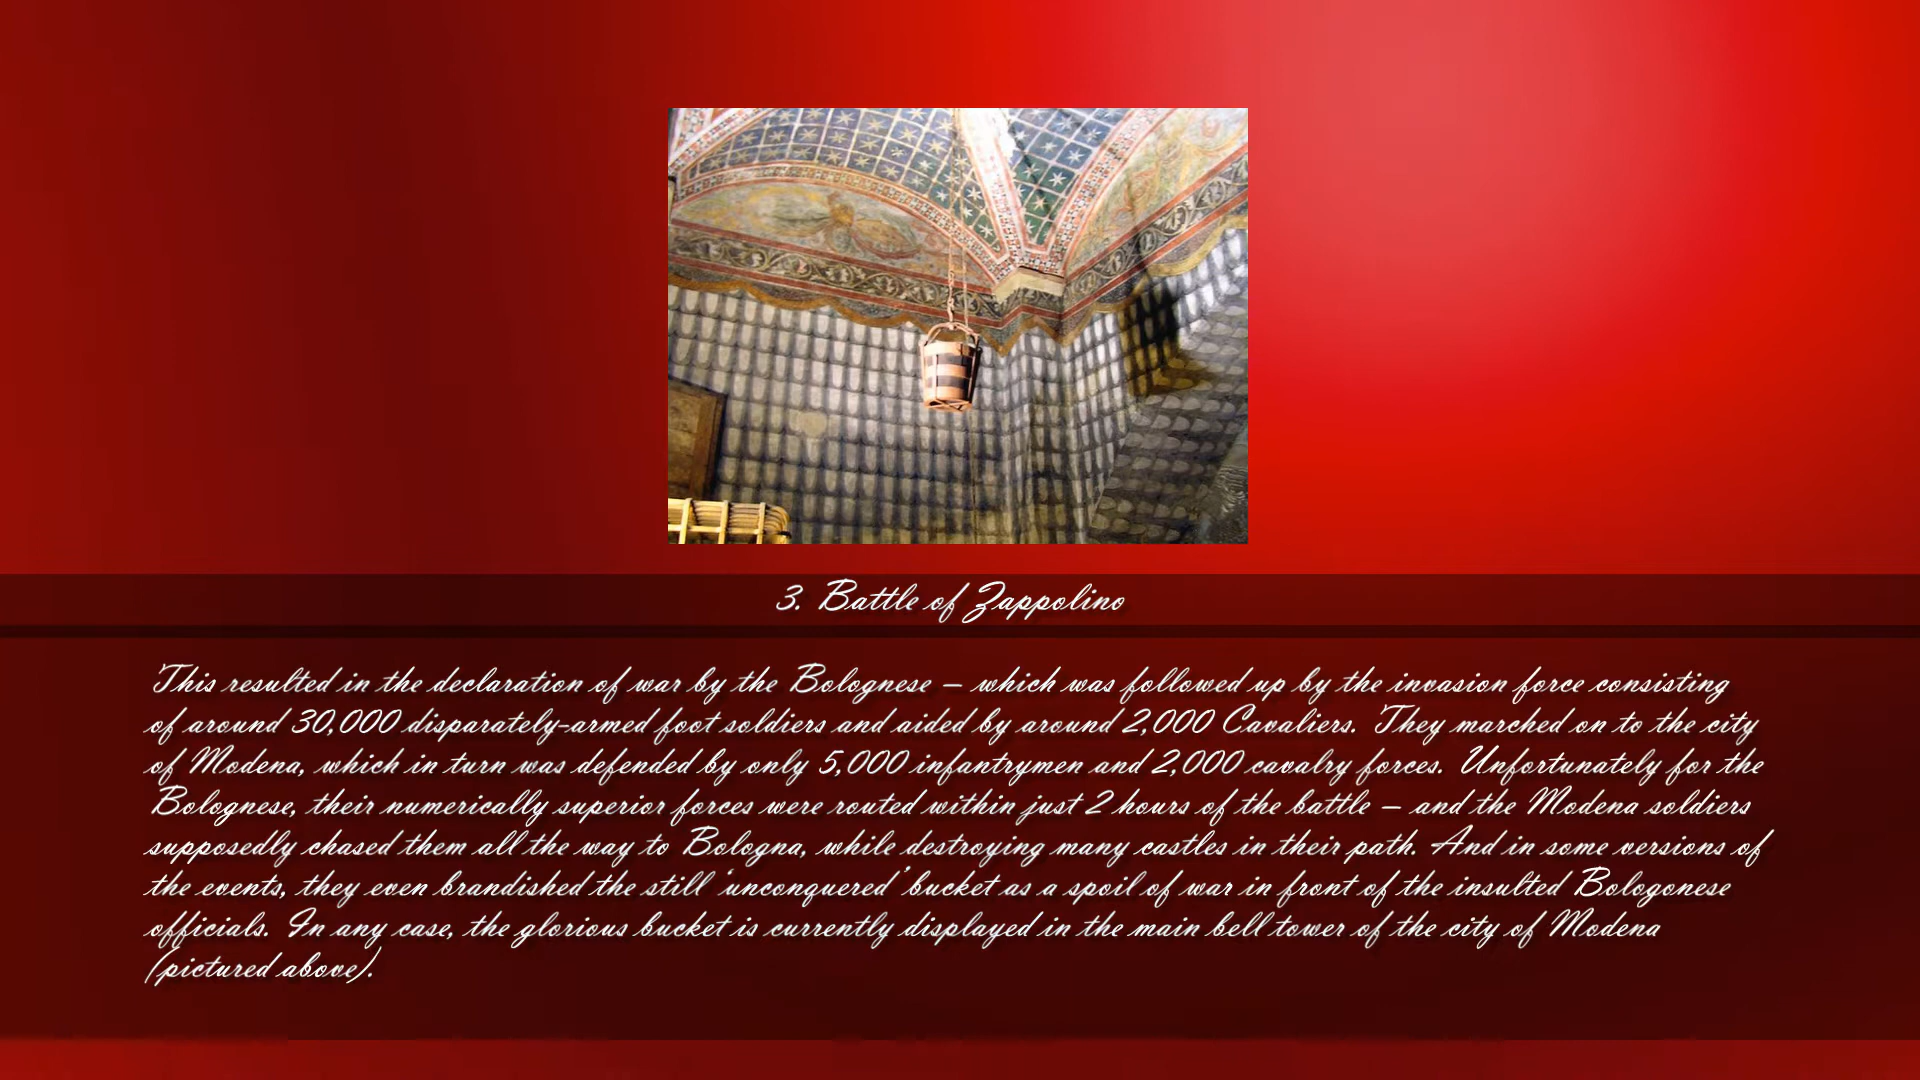 3. Battle of Zappolino
This resulted in the declaration of war by the Bolognese – which was followed up by the invasion force consisting
of around 30,000 disparately-armed foot soldiers and aided by around 2,000 Cavaliers. They marched on to the city
of Modena, which in turn was defended by only 5,000 infantrymen and 2,000 cavalry forces. Unfortunately for the
Bolognese, their numerically superior forces were routed within just 2 hours of the battle – and the Modena soldiers
supposedly chased them all the way to Bologna, while destroying many castles in their path. And in some versions of
the events, they even brandished the still 'unconquered' bucket as a spoil of war in front of the insulted Bologonese
officials. In any case, the glorious bucket is currently displayed in the main bell tower of the city of Modena
(pictured above).